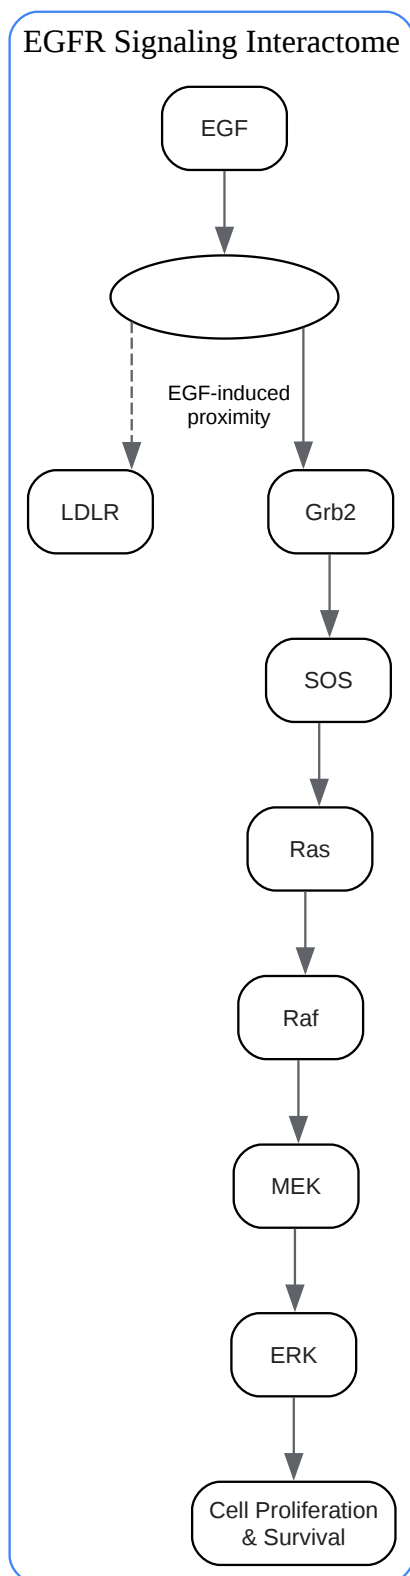 EGFR Signaling Interactome
EGF
EGF-induced
proximity
LDLR
Grb2
SOS
Ras
Raf
MEK
ERK
Cell Proliferation
& Survival